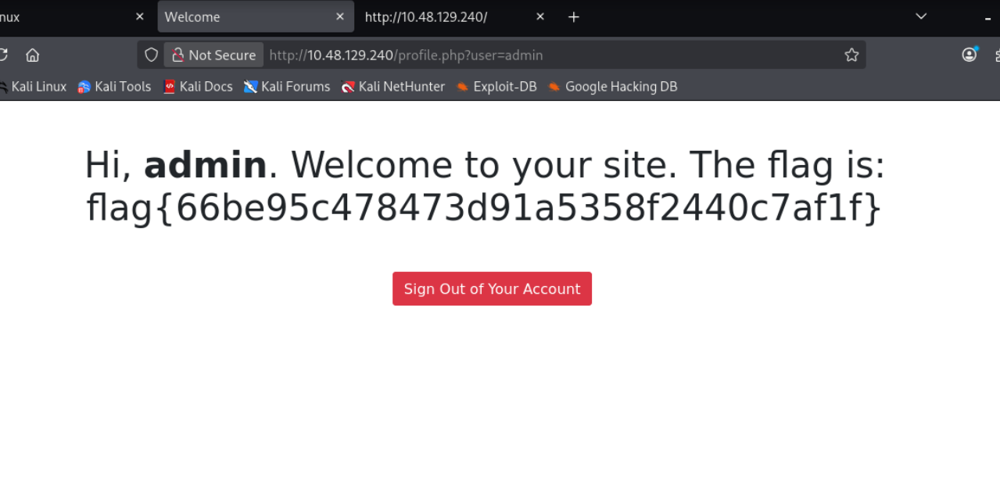 nux
Welcome
http://10.48.129.240/
Not Secure
http://10.48.129.240/profile.php?user=admin
Kali Linux
Kali Tools
Kali Docs
Kali Forums
Kali NetHunter
Exploit-DB
Google Hacking DB
Hi, admin. Welcome to your site. The flag is:
flag{66be95c478473d91a5358f2440c7af1f}
Sign Out of Your Account